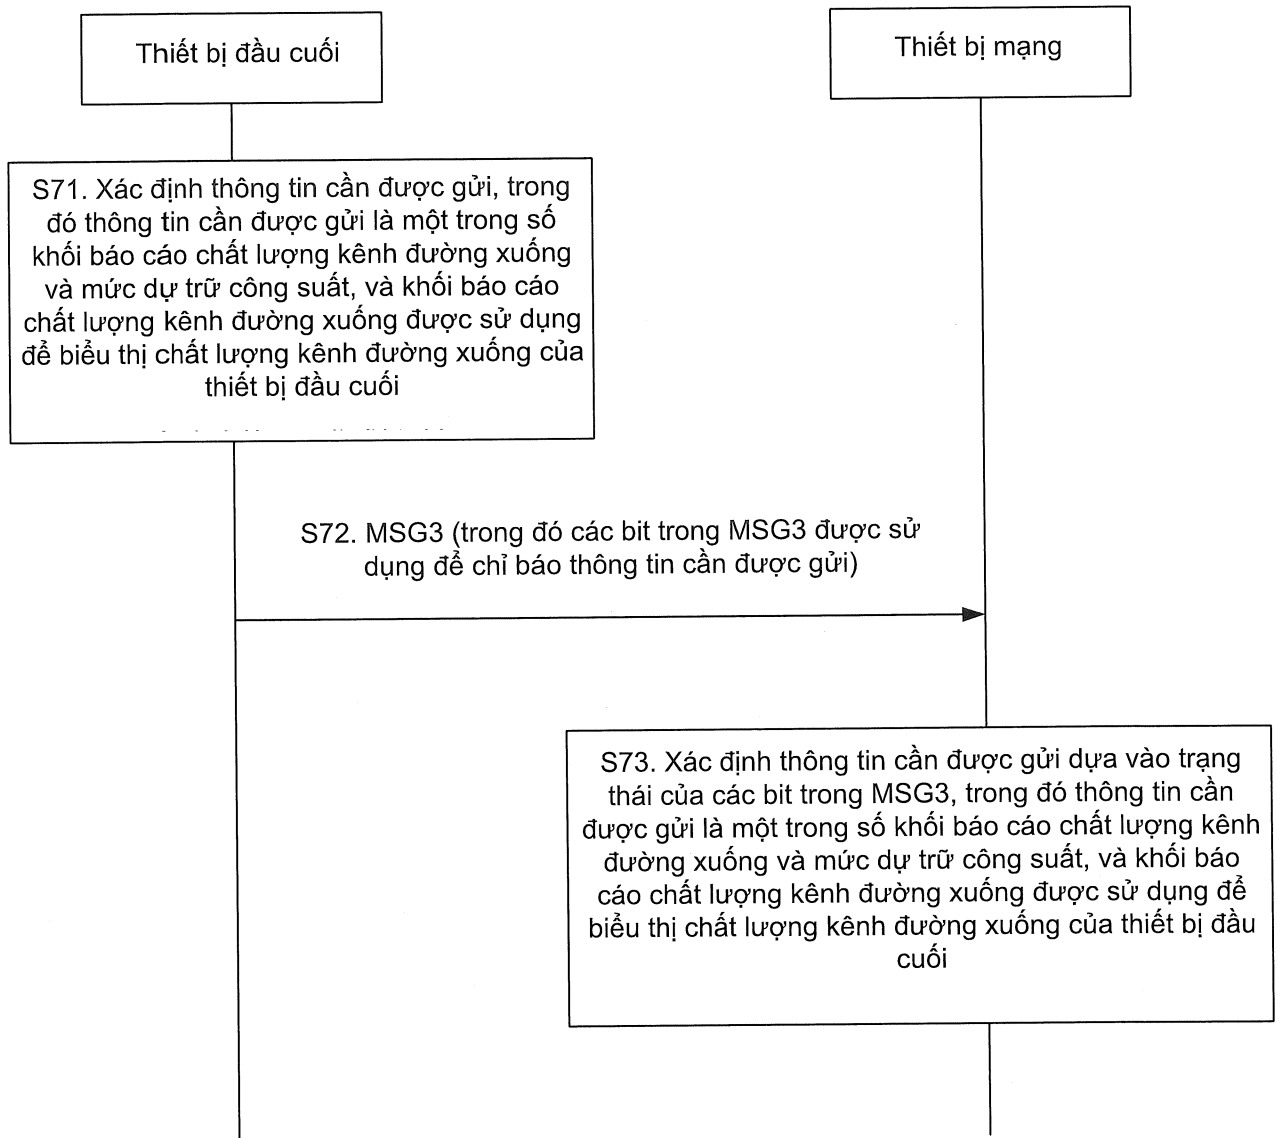 Thiết bị đầu cuối
Thiết bị mạng
S71. Xác định thông tin cần được gửi, trong
đó thông tin cần được gửi là một trong số
khối báo cáo chất lượng kênh đường xuống
và mức dự trữ công suất, và khối báo cáo
chất lượng kênh đường xuống được sử dụng
để biểu thị chất lượng kênh đường xuống của
thiết bị đầu cuối
S72. MSG3 (trong đó các bit trong MSG3 được sử
dụng để chỉ báo thông tin cần được gửi)
S73. Xác định thông tin cần được gửi dựa vào trạng
thái của các bit trong MSG3, trong đó thông tin cần
được gửi là một trong số khối báo cáo chất lượng kênh
đường xuống và mức dự trữ công suất, và khối báo
cáo chất lượng kênh đường xuống được sử dụng để
biểu thị chất lượng kênh đường xuống của thiết bị đầu
cuối